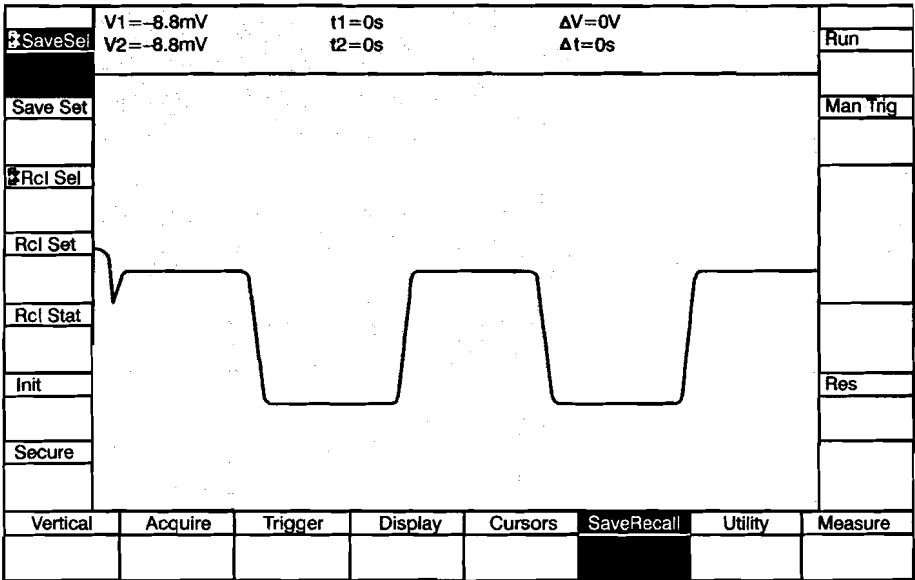 V1=-8.8mV t1=0s ΔV=0V
V2=-8.8mV t2=0s Δt=0s
SaveSel
Save Set
Rcl Sel
Rcl Set
Rcl Stat
Init
Secure
Run
Man Trig
Res
Vertical Acquire Trigger Display Cursors SaveRecall Utility Measure